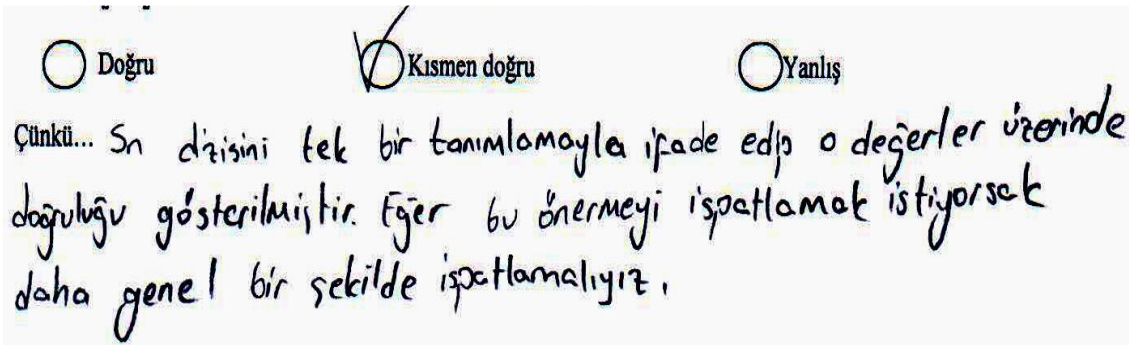 Doğru Kısmen doğru Yanlış
Çünkü... Sn dizisini tek bir tanımlamayla ifade edip o değerler üzerinde
doğruluğu gösterilmiştir. Eğer bu önermeyi ispatlamak istiyorsak
daha genel bir şekilde ispatlamalıyız.